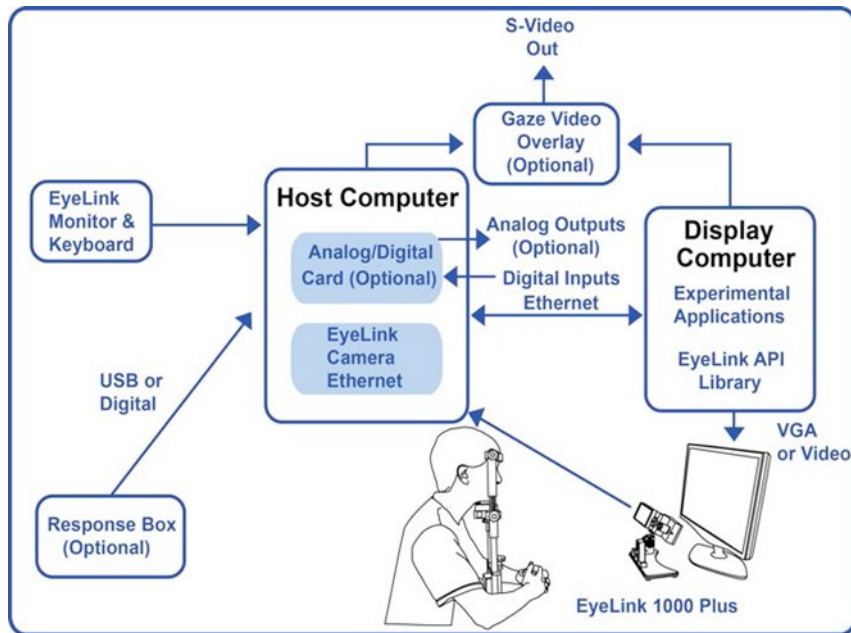 S-Video
Out
Gaze Video
Overlay
(Optional)
EyeLink
Monitor &
Keyboard
Host Computer
Analog/Digital
Card (Optional)
EyeLink
Camera
Ethernet
Analog Outputs
(Optional)
Digital Inputs
Ethernet
Display
Computer
Experimental
Applications
EyeLink API
Library
USB or
Digital
VGA
or Video
Response Box
(Optional)
EyeLink 1000 Plus